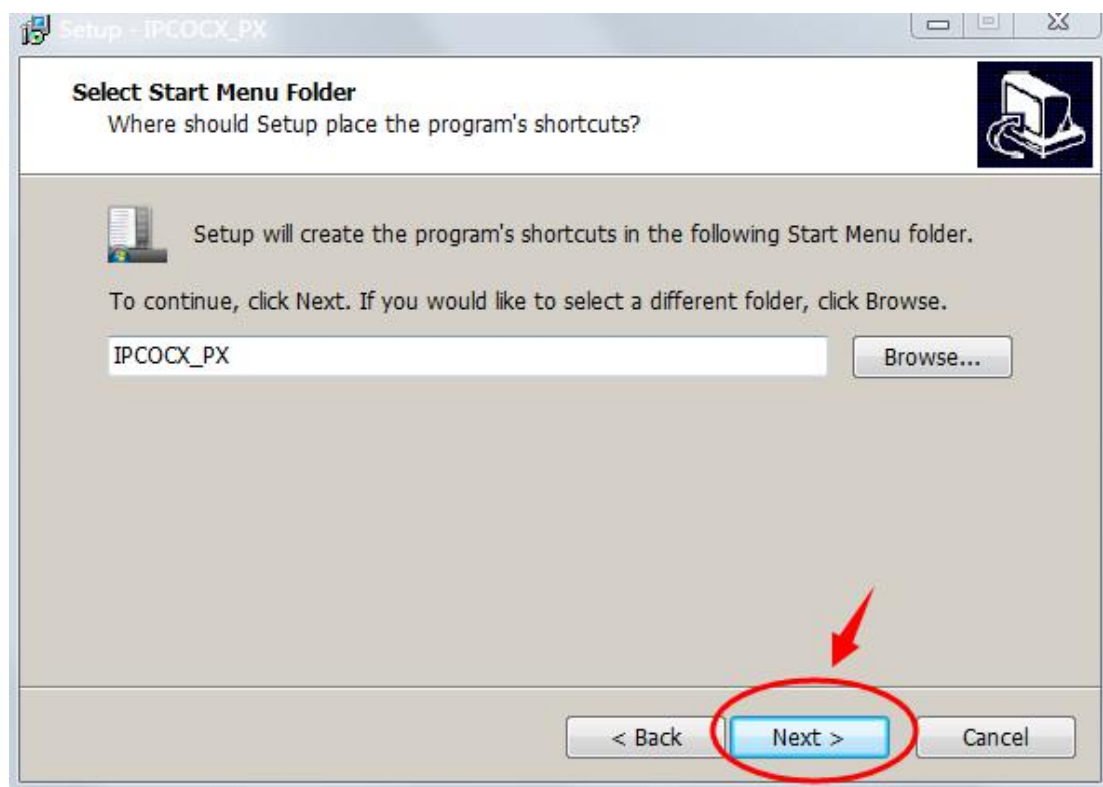 Setup - IPCOCX_PX
Select Start Menu Folder
Where should Setup place the program's shortcuts?
Setup will create the program's shortcuts in the following Start Menu folder.
To continue, click Next. If you would like to select a different folder, click Browse.
IPCOCX_PX
Browse...
< Back
Next >
Cancel